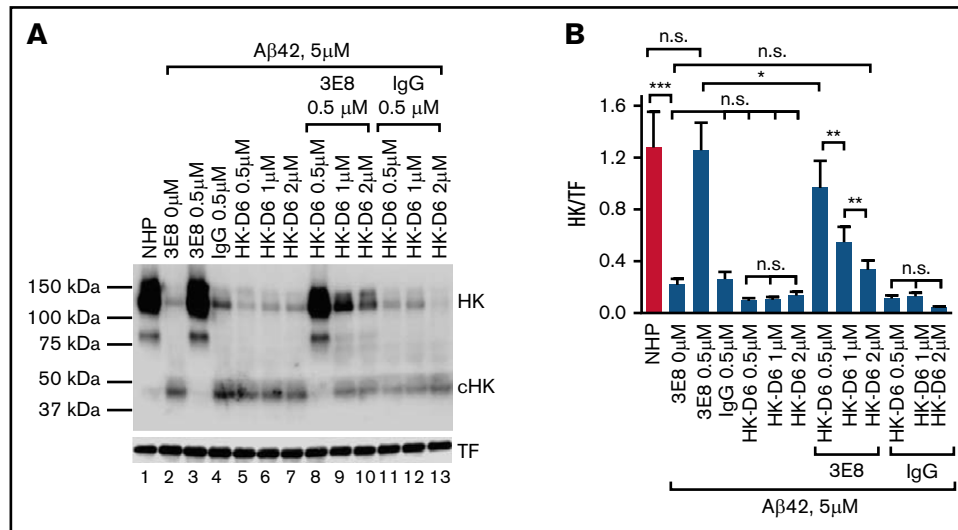 A
Aβ42, 5μM
3E8
0.5 μM
IgG
0.5 μM
NHP
3E8 0μM
3E8 0.5μM
IgG 0.5μM
HK-D6 0.5μM
HK-D6 1μM
HK-D6 2μM
HK-D6 0.5μM
HK-D6 1μM
HK-D6 2μM
HK-D6 0.5μM
HK-D6 1μM
HK-D6 2μM
150 kDa
100 kDa
75 kDa
50 kDa
37 kDa
HK
cHK
TF
1 2 3 4 5 6 7 8 9 10 11 12 13
B
n.s.
n.s.
*
***
n.s.
**
**
n.s.
n.s.
HK/TF
1.6
1.2
0.4
0.0
NHP
3E8 0μM
3E8 0.5μM
IgG 0.5μM
HK-D6 0.5μM
HK-D6 1μM
HK-D6 2μM
HK-D6 0.5μM
HK-D6 1μM
HK-D6 2μM
HK-D6 0.5μM
HK-D6 1μM
HK-D6 2μM
3E8
IgG
Aβ42, 5μM